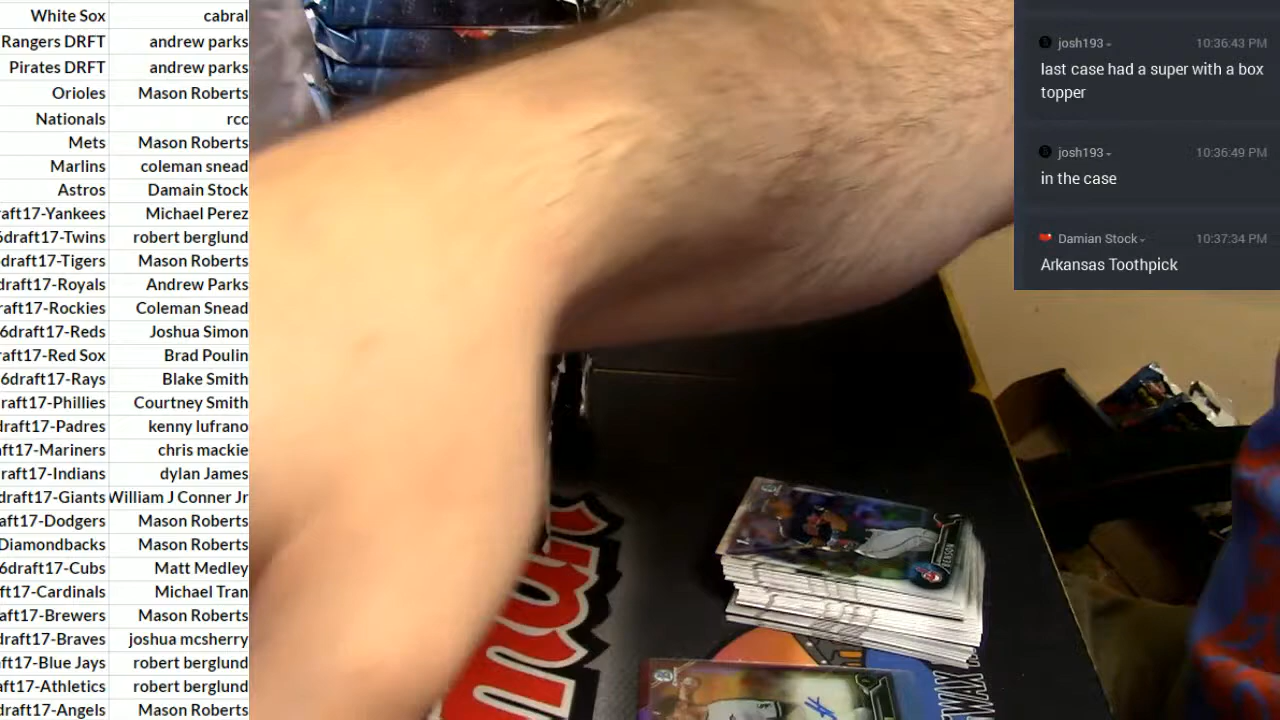 White Sox cabral
Rangers DRFT andrew parks
Pirates DRFT andrew parks
Orioles Mason Roberts
Nationals rcc
Mets Mason Roberts
Marlins coleman snead
Astros Damain Stock
raft17-Yankees Michael Perez
6draft17-Twins robert berglund
draft17-Tigers Mason Roberts
draft17-Royals Andrew Parks
raft17-Rockies Coleman Snead
6draft17-Reds Joshua Simon
raft17-Red Sox Brad Poulin
6draft17-Rays Blake Smith
raft17-Phillies Courtney Smith
draft17-Padres kenny lufrano
aft17-Mariners chris mackie
raft17-Indians dylan James
draft17-Giants William J Conner Jr
aft17-Dodgers Mason Roberts
Diamondbacks Mason Roberts
6draft17-Cubs Matt Medley
raft17-Cardinals Michael Tran
aft17-Brewers Mason Roberts
draft17-Braves joshua mcsherry
ft17-Blue Jays robert berglund
aft17-Athletics robert berglund
aft17-Angels Mason Roberts
josh193 10:36:43 PM
last case had a super with a box
topper
josh193 10:36:49 PM
in the case
Damian Stock 10:37:34 PM
Arkansas Toothpick
BENSON